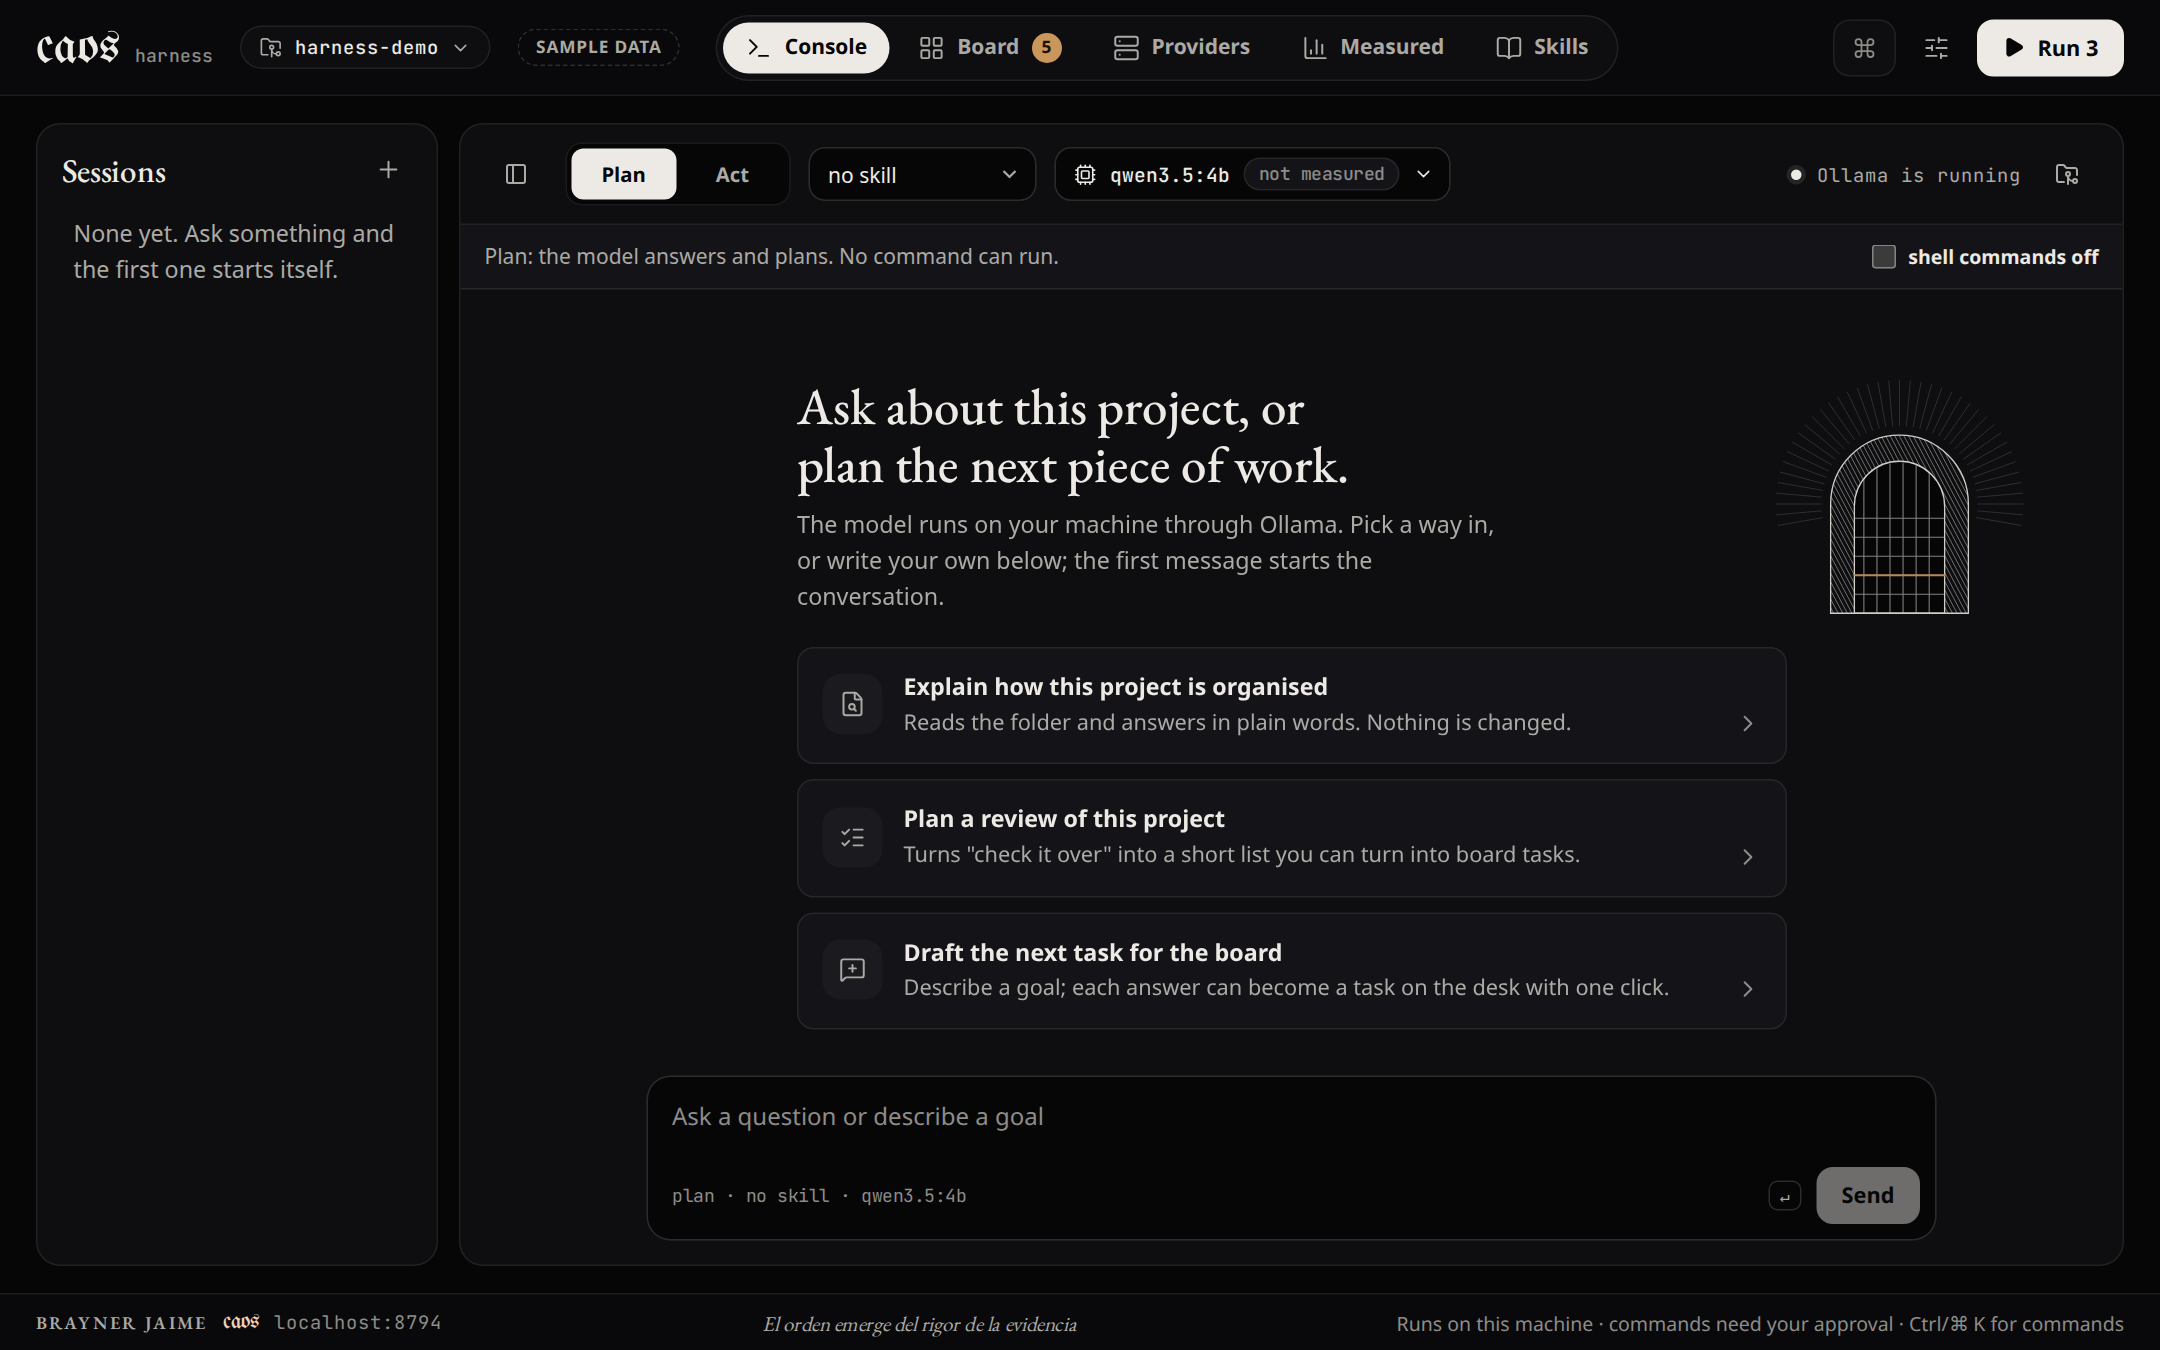 caos harness
harness-demo
SAMPLE DATA
Console
Board 5
Providers
Measured
Skills
⌘
Run 3
Sessions
None yet. Ask something and
the first one starts itself.
Plan
Act
no skill
qwen3.5:4b not measured
Ollama is running
Plan: the model answers and plans. No command can run.
shell commands off
Ask about this project, or
plan the next piece of work.
The model runs on your machine through Ollama. Pick a way in,
or write your own below; the first message starts the
conversation.
Explain how this project is organised
Reads the folder and answers in plain words. Nothing is changed.
Plan a review of this project
Turns "check it over" into a short list you can turn into board tasks.
Draft the next task for the board
Describe a goal; each answer can become a task on the desk with one click.
Ask a question or describe a goal
plan · no skill · qwen3.5:4b
↵
Send
BRAYNER JAIME caos localhost:8794
El orden emerge del rigor de la evidencia
Runs on this machine · commands need your approval · Ctrl/⌘ K for commands